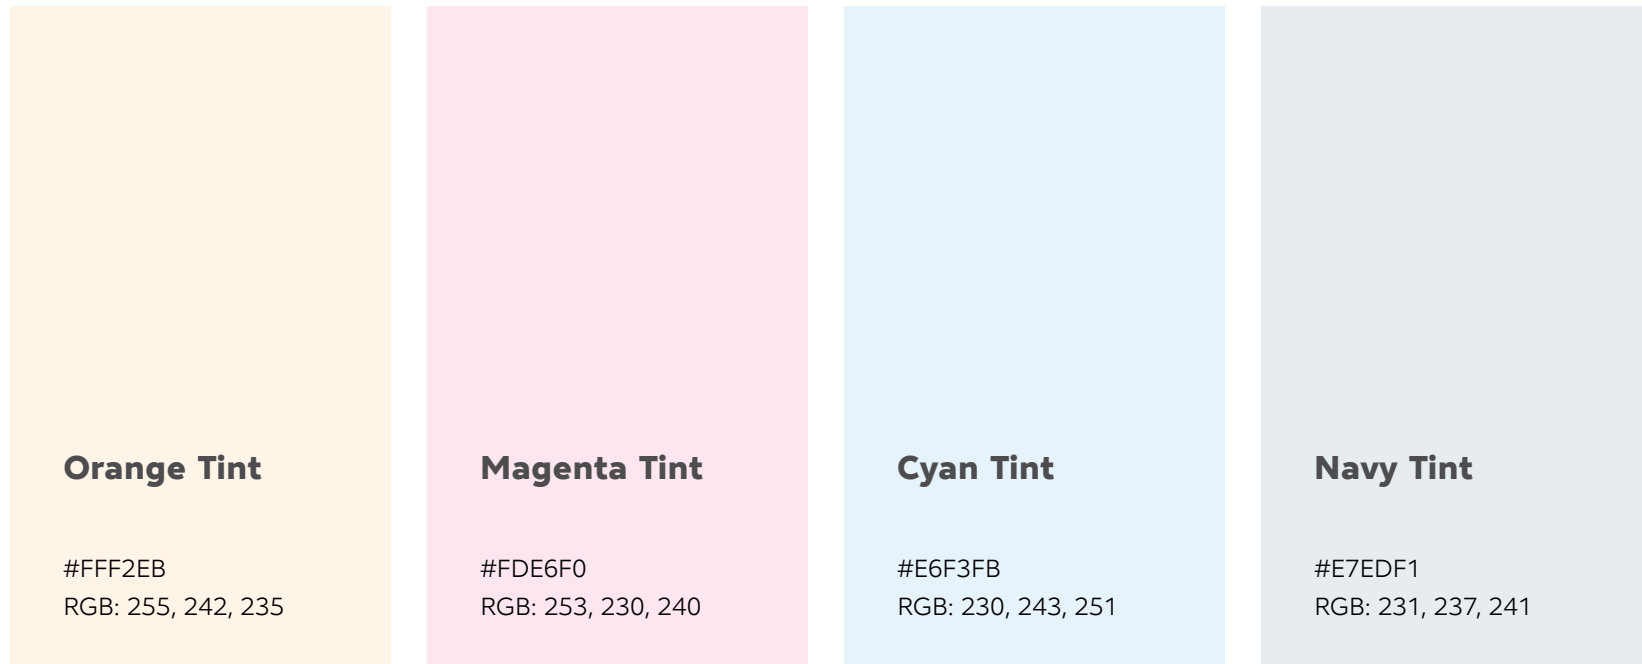 Orange Tint
#FFF2EB
RGB: 255, 242, 235
Magenta Tint
#FDE6F0
RGB: 253, 230, 240
Cyan Tint
#E6F3FB
RGB: 230, 243, 251
Navy Tint
#E7EDF1
RGB: 231, 237, 241